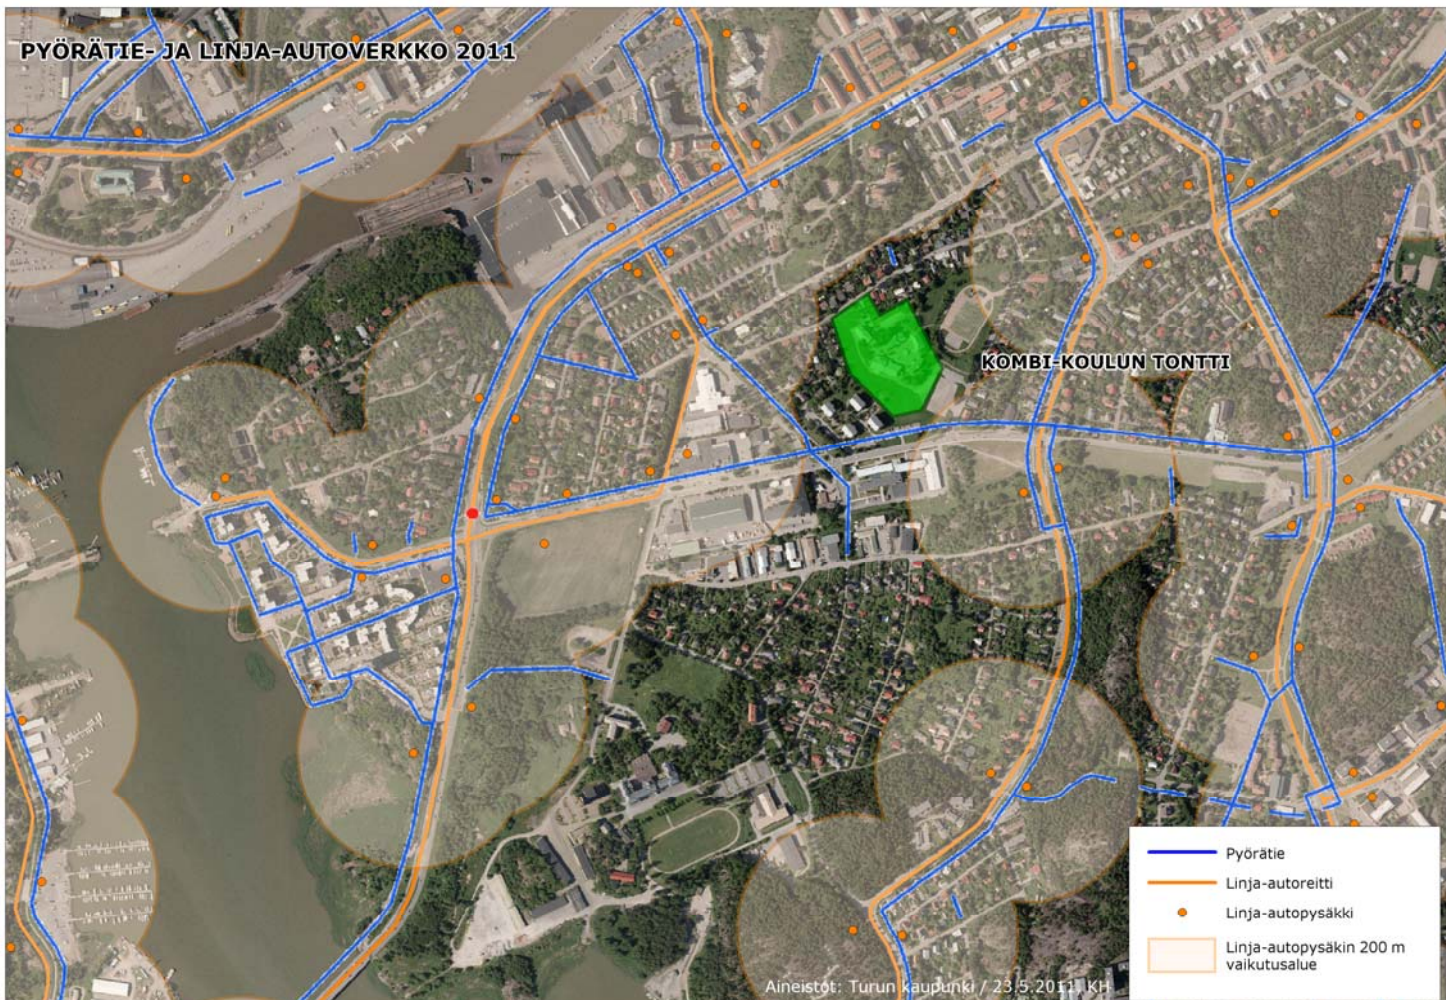 PYÖRÄTIE- JA LINJA-AUTOVERKKO 2011
KOMBI-KOULUN TONTTI
Pyörätie
Linja-autoreitti
Linja-autopysäkki
Linja-autopysäkin 200 m
vaikutusalue
Aineistot: Turun kaupunki / 23.5.2011, KH